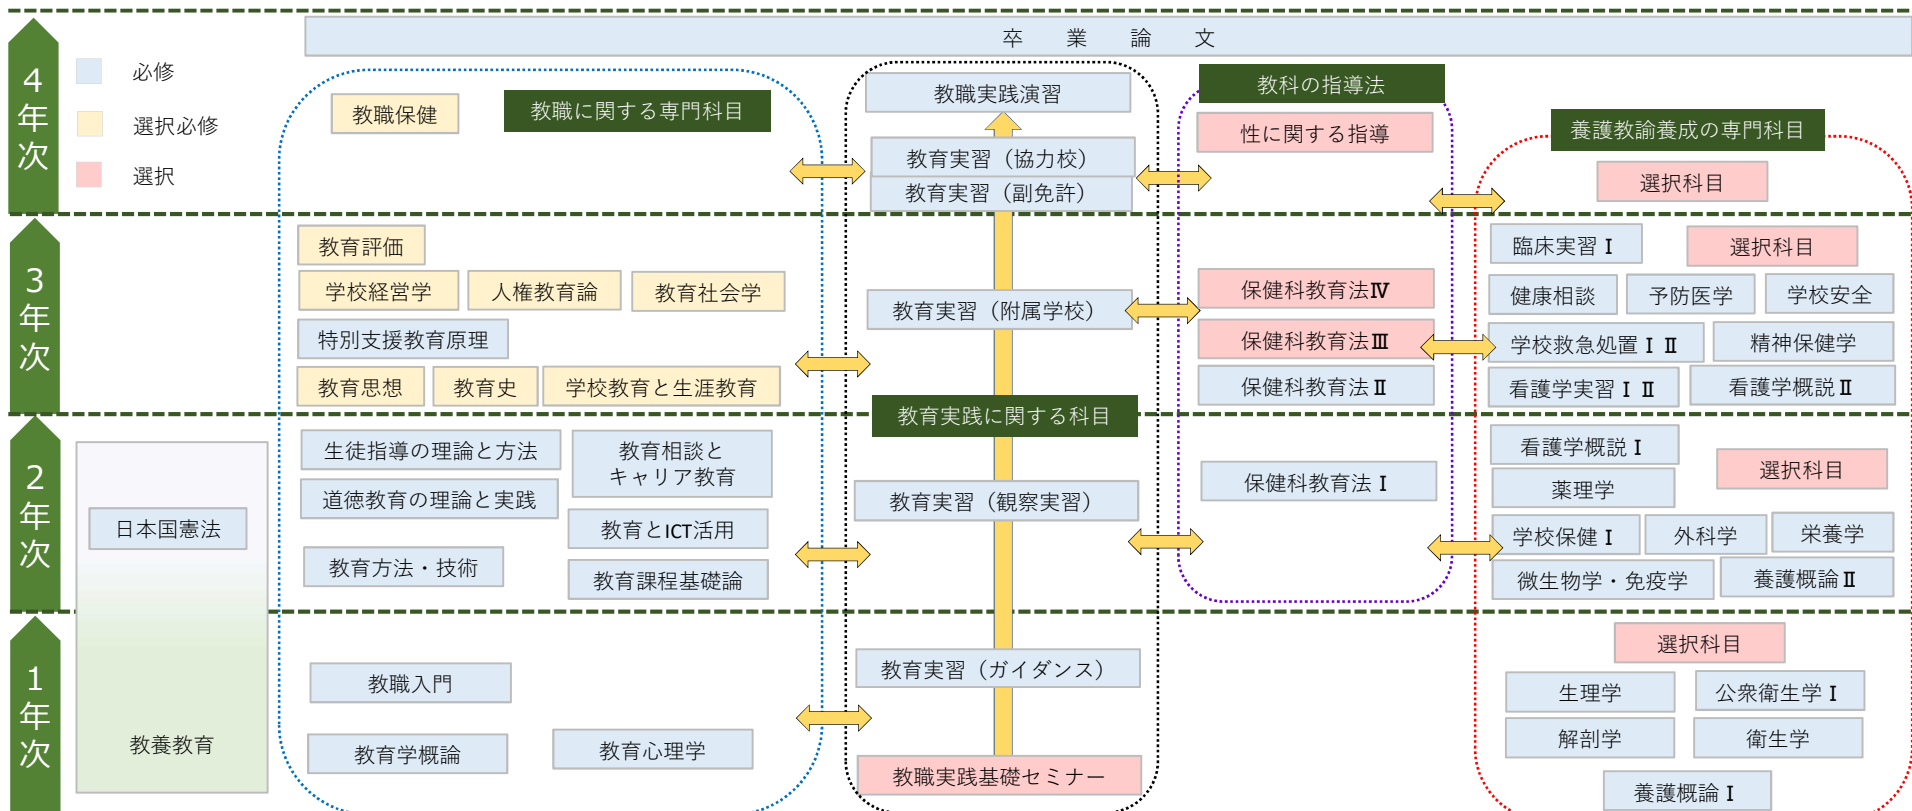 卒業論文
4年次
必修
選択必修
選択
教職保健
教職に関する専門科目
教職実践演習
教育実習（協力校）
教育実習（副免許）
教科の指導法
性に関する指導
養護教諭養成の専門科目
選択科目
3年次
教育評価
学校経営学
人権教育論
教育社会学
特別支援教育原理
教育思想
教育史
学校教育と生涯教育
教育実習（附属学校）
教育実践に関する科目
保健科教育法Ⅳ
保健科教育法Ⅲ
保健科教育法Ⅱ
臨床実習Ⅰ
選択科目
健康相談
予防医学
学校安全
学校救急処置Ⅰ Ⅱ
精神保健学
看護学実習Ⅰ Ⅱ
看護学概説Ⅱ
2年次
日本国憲法
生徒指導の理論と方法
教育相談と
キャリア教育
道徳教育の理論と実践
教育とICT活用
教育方法・技術
教育課程基礎論
教育実習（観察実習）
保健科教育法Ⅰ
看護学概説Ⅰ
選択科目
薬理学
学校保健Ⅰ
外科学
栄養学
微生物学・免疫学
養護概論Ⅱ
1年次
教養教育
教職入門
教育学概論
教育心理学
教育実習（ガイダンス）
教職実践基礎セミナー
選択科目
生理学
公衆衛生学Ⅰ
解剖学
衛生学
養護概論Ⅰ